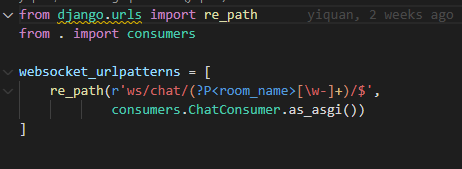 from django.urls import re_path yiquan, 2 weeks ago
from . import consumers
websocket_urlpatterns = [
    re_path(r'ws/chat/(?P<room_name>[\w-]+)/$',
            consumers.ChatConsumer.as_asgi())
]